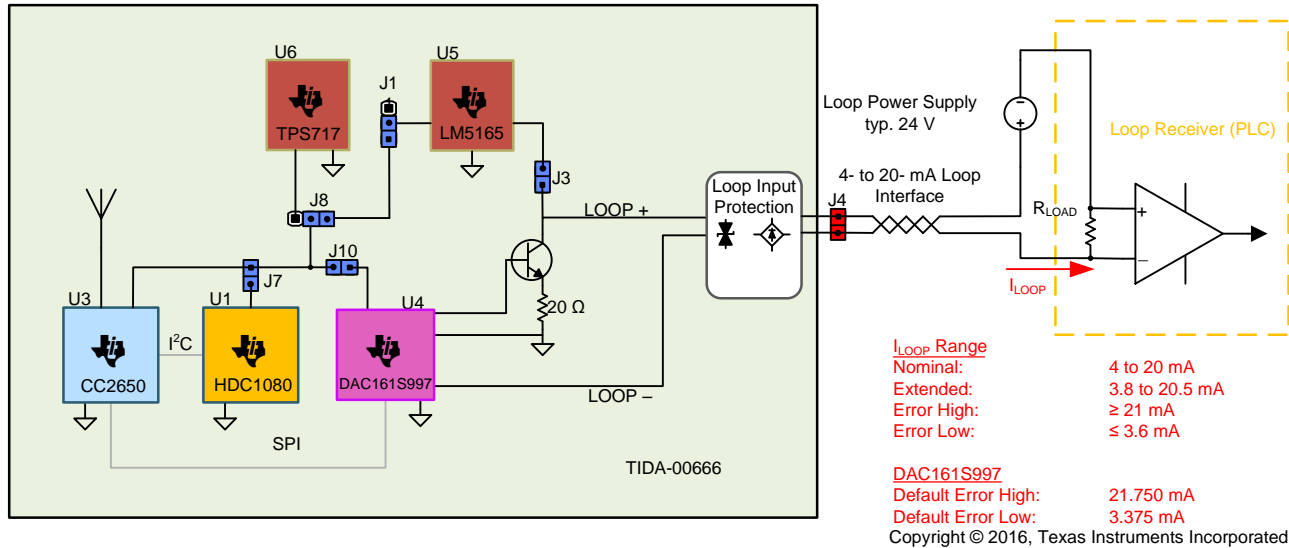 U6
TPS717
J1
U5
LM5165
J3
J8
J10
J7
U3
CC2650
I2C
U1
HDC1080
U4
DAC161S997
20 Ω
SPI
LOOP +
LOOP –
TIDA-00666
Loop Input
Protection
J4
Loop Power Supply
typ. 24 V
4- to 20- mA Loop
Interface
Loop Receiver (PLC)
RLOAD
+
–
-
+
ILOOP
ILOOP Range
Nominal: 4 to 20 mA
Extended: 3.8 to 20.5 mA
Error High: ≥ 21 mA
Error Low: ≤ 3.6 mA
DAC161S997
Default Error High: 21.750 mA
Default Error Low: 3.375 mA
Copyright © 2016, Texas Instruments Incorporated